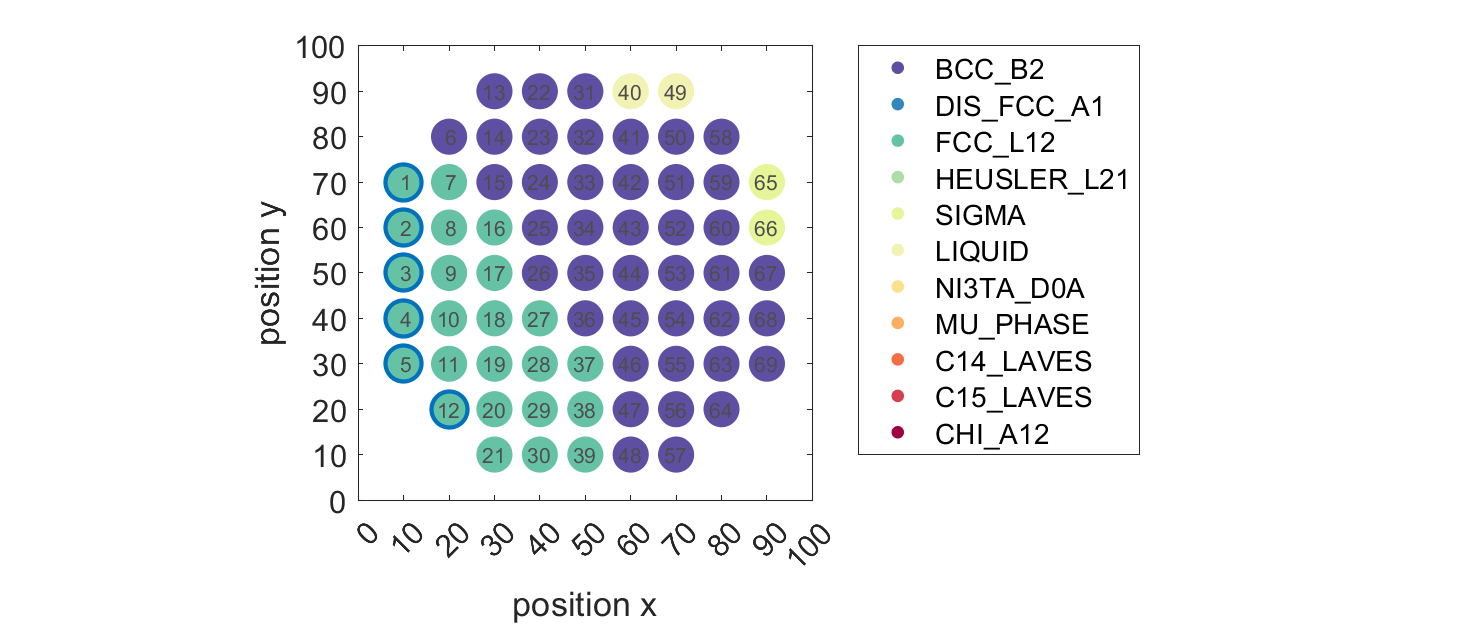 100
90
80
70
60
50
40
30
20
10
0
position y
13 22 31 40 49
6 14 23 32 41 50 58
1 7 15 24 33 42 51 59 65
2 8 16 25 34 43 52 60 66
3 9 17 26 35 44 53 61 67
4 10 18 27 36 45 54 62 68
5 11 19 28 37 46 55 63 69
12 20 29 38 47 56 64
21 30 39 48 57
0 10 20 30 40 50 60 70 80 90 100
position x
BCC_B2
DIS_FCC_A1
FCC_L12
HEUSLER_L21
SIGMA
LIQUID
NI3TA_D0A
MU_PHASE
C14_LAVES
C15_LAVES
CHI_A12